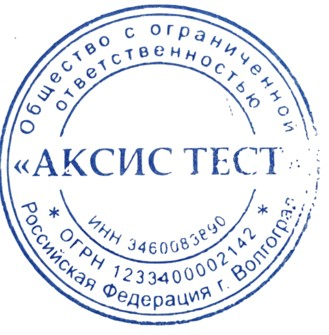 Общество с ограниченной
ответственностью
«АКСИС ТЕСТ
ИНН 3460083890
* ОГРН 1233400002142 *
Российская Федерация г. Волгоград